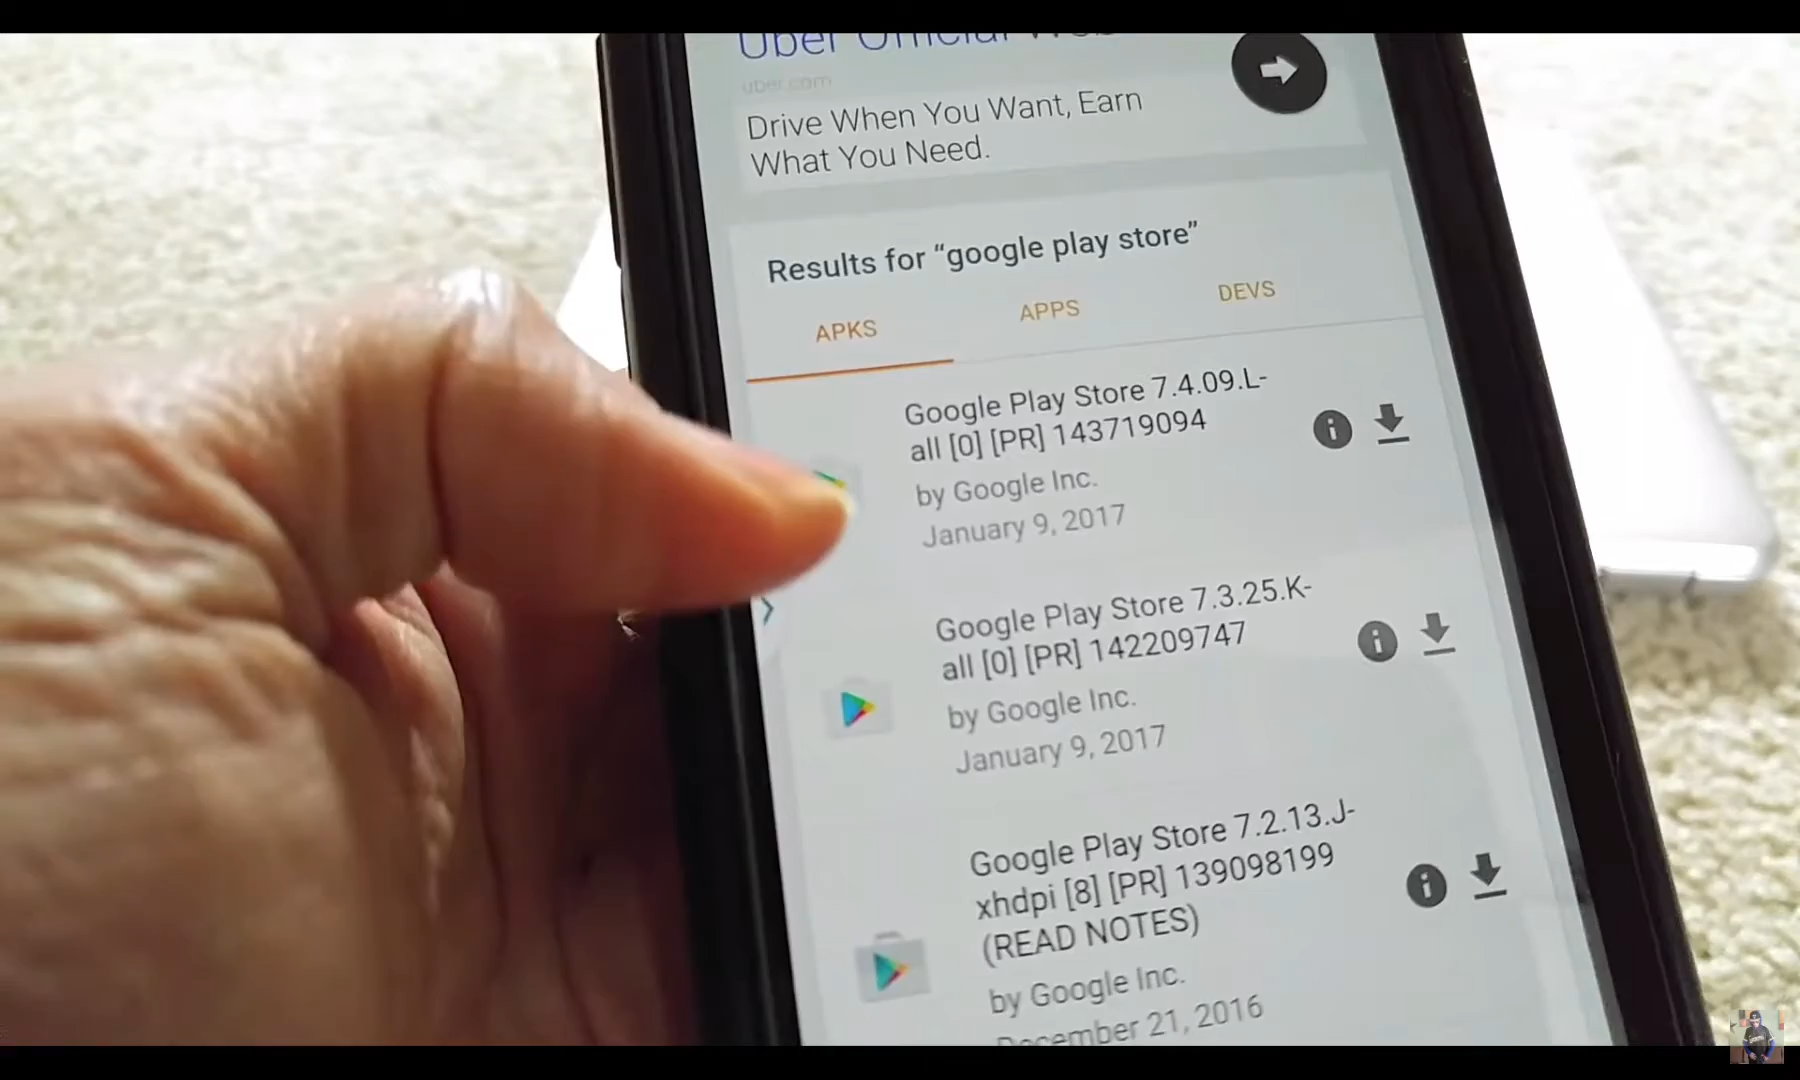 Uber Official
uber.com
Drive When You Want, Earn
What You Need.
Results for “google play store”
APKS
APPS
DEVS
Google Play Store 7.4.09.L-
all [0] [PR] 143719094
by Google Inc.
January 9, 2017
Google Play Store 7.3.25.K-
all [0] [PR] 142209747
by Google Inc.
January 9, 2017
Google Play Store 7.2.13.J-
xhdpi [8] [PR] 139098199
(READ NOTES)
by Google Inc.
December 21, 2016